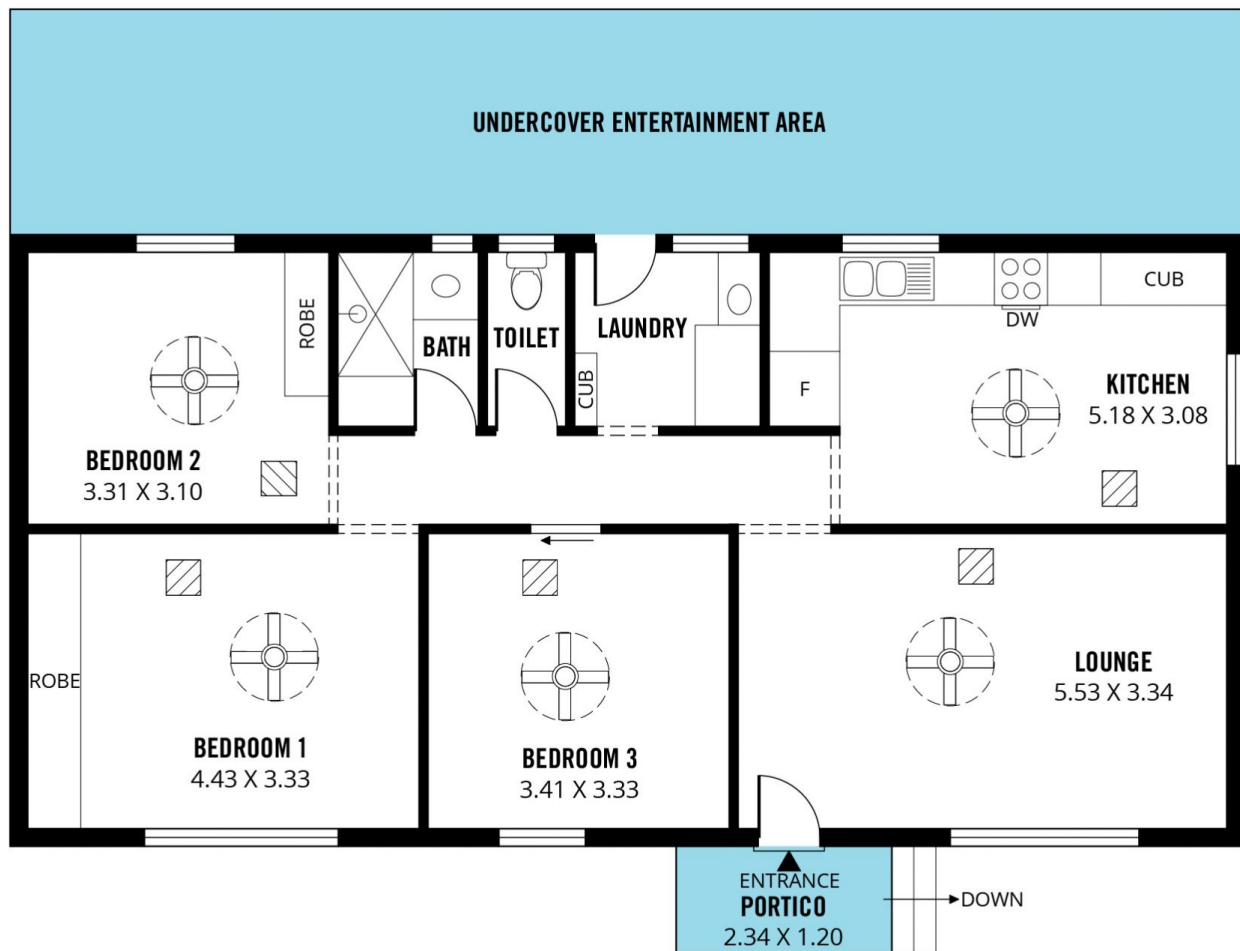 UNDERCOVER ENTERTAINMENT AREA
ROBE
BATH
TOILET
LAUNDRY
CUB
CUB
DW
F
KITCHEN
5.18 X 3.08
BEDROOM 2
3.31 X 3.10
ROBE
BEDROOM 1
4.43 X 3.33
BEDROOM 3
3.41 X 3.33
LOUNGE
5.53 X 3.34
ENTRANCE
PORTICO
2.34 X 1.20
DOWN